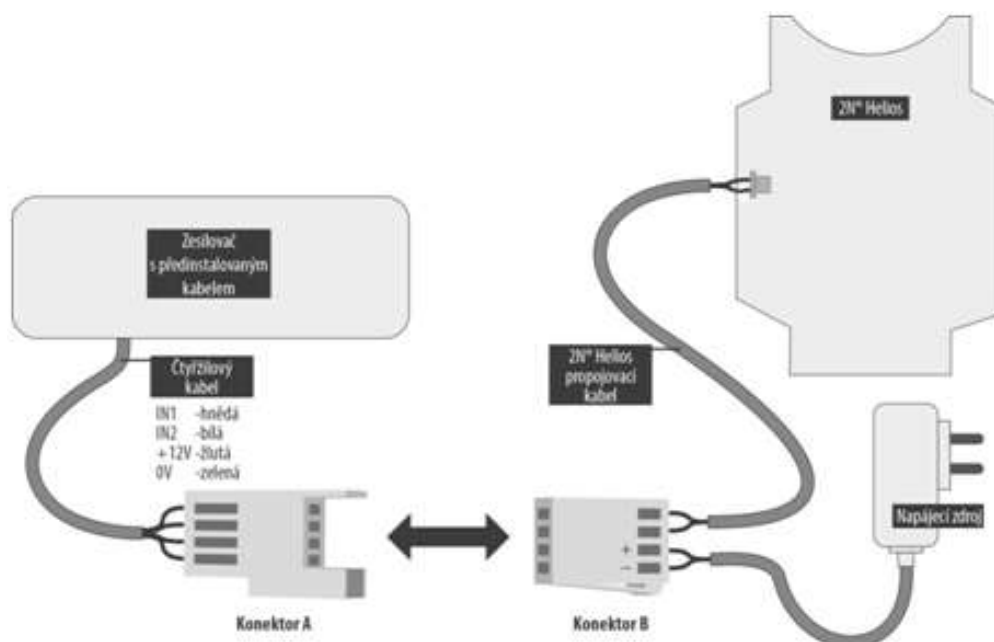 2N® Helios
Zesilovač
s předinstalovaným
kabelem
Čtyřžilový
kabel
IN1 -hnědá
IN2 -bílá
+12V -žlutá
0V -zelená
2N® Helios
propojovací
kabel
Napájecí zdroj
+
−
Konektor A
Konektor B